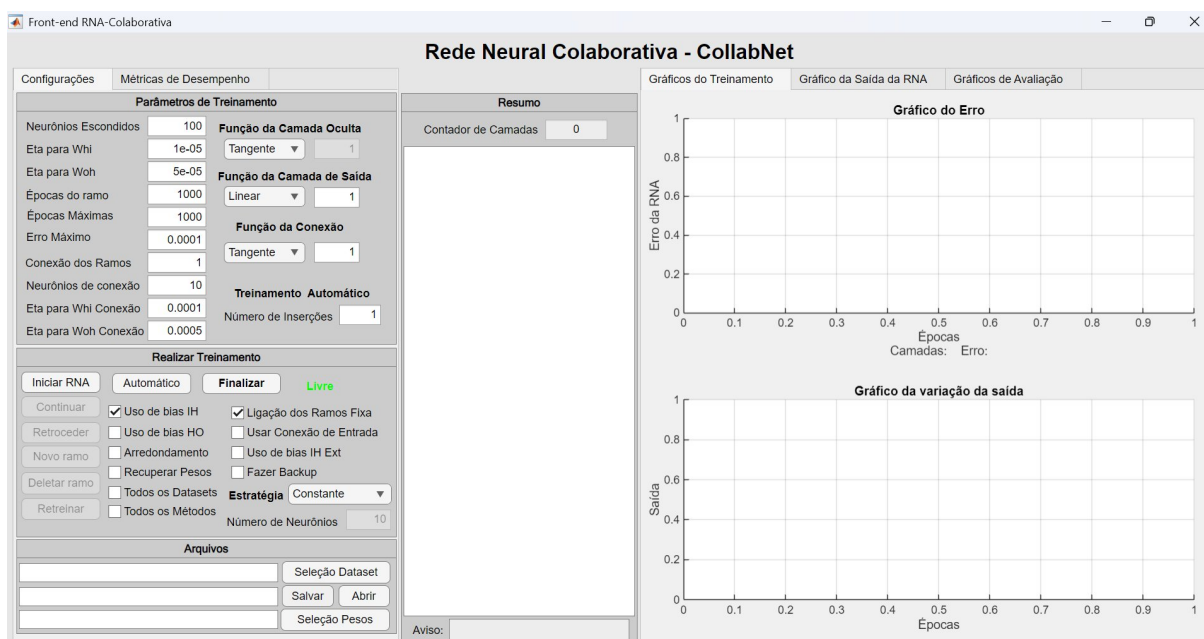 Front-end RNA-Colaborativa
Rede Neural Colaborativa - CollabNet
Configurações Métricas de Desempenho
Parâmetros de Treinamento
Neurônios Escondidos 100
Eta para Whi 1e-05
Eta para Woh 5e-05
Épocas do ramo 1000
Épocas Máximas 1000
Erro Máximo 0.0001
Conexão dos Ramos 1
Neurônios de conexão 10
Eta para Whi Conexão 0.0001
Eta para Woh Conexão 0.0005
Função da Camada Oculta
Tangente 1
Função da Camada de Saída
Linear 1
Função da Conexão
Tangente 1
Treinamento Automático
Número de Inserções 1
Realizar Treinamento
Iniciar RNA Automático Finalizar Livre
Continuar
Retroceder
Novo ramo
Deletar ramo
Retreinar
Uso de bias IH
Uso de bias HO
Arredondamento
Recuperar Pesos
Todos os Datasets
Todos os Métodos
Ligação dos Ramos Fixa
Usar Conexão de Entrada
Uso de bias IH Ext
Fazer Backup
Estratégia Constante
Número de Neurônios 10
Arquivos
Seleção Dataset
Salvar Abrir
Seleção Pesos
Resumo
Contador de Camadas 0
Aviso:
Gráficos do Treinamento Gráfico da Saída da RNA Gráficos de Avaliação
Gráfico do Erro
Erro da RNA
1
0.8
0.6
0.4
0.2
0
0 0.1 0.2 0.3 0.4 0.5 0.6 0.7 0.8 0.9 1
Épocas
Camadas: Erro:
Gráfico da variação da saída
Saída
1
0.8
0.6
0.4
0.2
0
0 0.1 0.2 0.3 0.4 0.5 0.6 0.7 0.8 0.9 1
Épocas